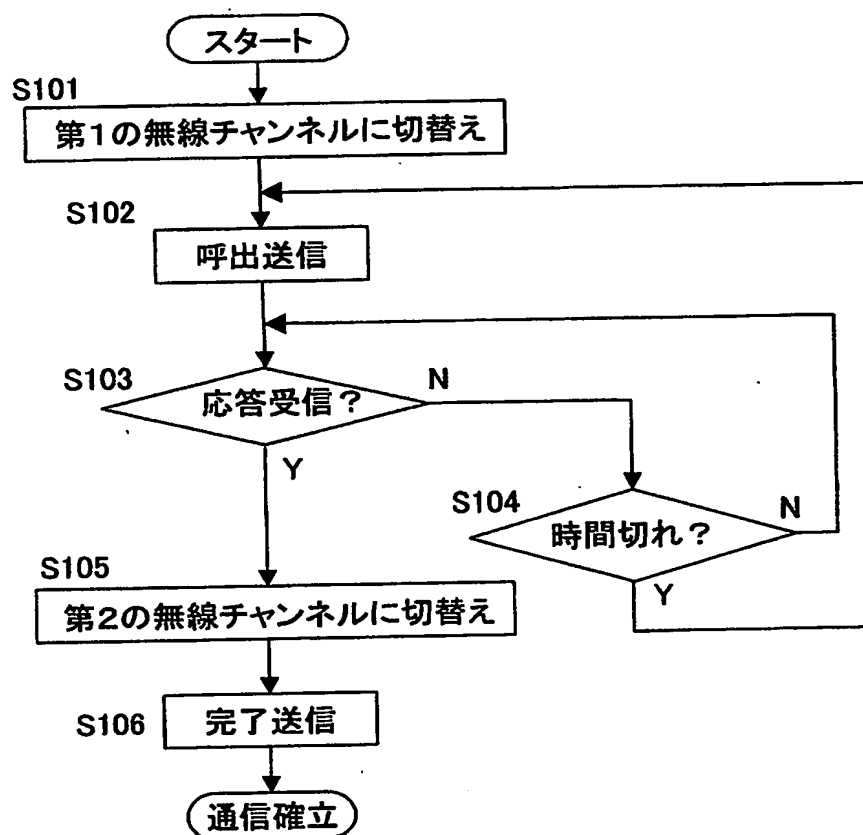 スタート
S101
第1の無線チャンネルに切替え
S102
呼出送信
S103
応答受信？
N
Y
S104
時間切れ？
N
Y
S105
第2の無線チャンネルに切替え
S106
完了送信
通信確立